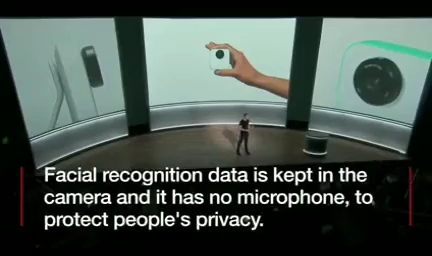 Facial recognition data is kept in the
camera and it has no microphone, to
protect people's privacy.